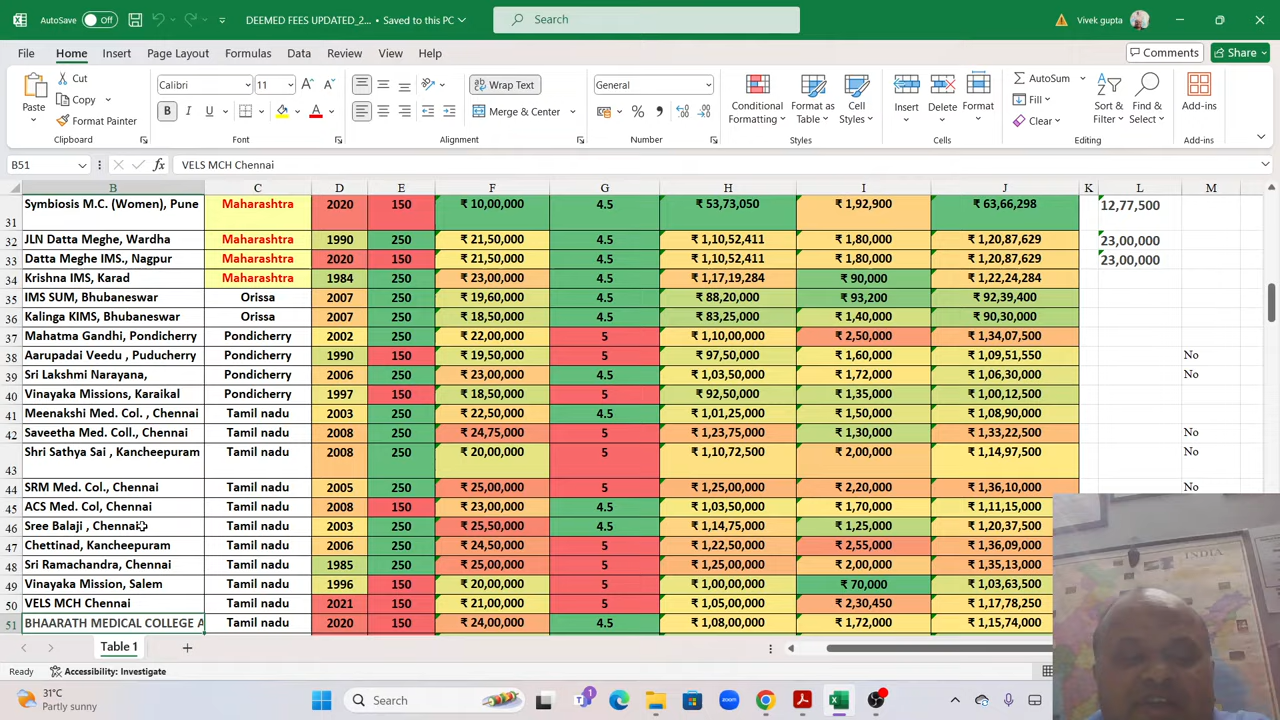 AutoSave Off DEEMED FEES UPDATED_2... • Saved to this PC Search Vivek gupta
File Home Insert Page Layout Formulas Data Review View Help Comments Share
Paste Cut Copy Format Painter Clipboard
Calibri 11 B I U Font
Wrap Text Merge & Center Alignment
General % , Number
Conditional Formatting Format as Table Cell Styles Styles
Insert Delete Format Cells
AutoSum Fill Clear Sort & Filter Find & Select Editing
Add-ins Add-ins
B51 fx VELS MCH Chennai
B C D E F G H I J K L M
31 Symbiosis M.C. (Women), Pune Maharashtra 2020 150 ₹ 10,00,000 4.5 ₹ 53,73,050 ₹ 1,92,900 ₹ 63,66,298 12,77,500
32 JLN Datta Meghe, Wardha Maharashtra 1990 250 ₹ 21,50,000 4.5 ₹ 1,10,52,411 ₹ 1,80,000 ₹ 1,20,87,629 23,00,000
33 Datta Meghe IMS., Nagpur Maharashtra 2020 150 ₹ 21,50,000 4.5 ₹ 1,10,52,411 ₹ 1,80,000 ₹ 1,20,87,629 23,00,000
34 Krishna IMS, Karad Maharashtra 1984 250 ₹ 23,00,000 4.5 ₹ 1,17,19,284 ₹ 90,000 ₹ 1,22,24,284
35 IMS SUM, Bhubaneswar Orissa 2007 250 ₹ 19,60,000 4.5 ₹ 88,20,000 ₹ 93,200 ₹ 92,39,400
36 Kalinga KIMS, Bhubaneswar Orissa 2007 250 ₹ 18,50,000 4.5 ₹ 83,25,000 ₹ 1,40,000 ₹ 90,30,000
37 Mahatma Gandhi, Pondicherry Pondicherry 2002 250 ₹ 22,00,000 5 ₹ 1,10,00,000 ₹ 2,50,000 ₹ 1,34,07,500
38 Aarupadai Veedu , Puducherry Pondicherry 1990 150 ₹ 19,50,000 5 ₹ 97,50,000 ₹ 1,60,000 ₹ 1,09,51,550 No
39 Sri Lakshmi Narayana, Pondicherry 2006 250 ₹ 23,00,000 4.5 ₹ 1,03,50,000 ₹ 1,72,000 ₹ 1,06,30,000 No
40 Vinayaka Missions, Karaikal Pondicherry 1997 150 ₹ 18,50,000 5 ₹ 92,50,000 ₹ 1,35,000 ₹ 1,00,12,500
41 Meenakshi Med. Col. , Chennai Tamil nadu 2003 250 ₹ 22,50,000 4.5 ₹ 1,01,25,000 ₹ 1,50,000 ₹ 1,08,90,000
42 Saveetha Med. Coll., Chennai Tamil nadu 2008 250 ₹ 24,75,000 5 ₹ 1,23,75,000 ₹ 1,30,000 ₹ 1,33,22,500 No
43 Shri Sathya Sai , Kancheepuram Tamil nadu 2008 250 ₹ 20,00,000 5 ₹ 1,10,72,500 ₹ 2,00,000 ₹ 1,14,97,500 No
44 SRM Med. Col., Chennai Tamil nadu 2005 250 ₹ 25,00,000 5 ₹ 1,25,00,000 ₹ 2,20,000 ₹ 1,36,10,000 No
45 ACS Med. Col, Chennai Tamil nadu 2008 150 ₹ 23,00,000 4.5 ₹ 1,03,50,000 ₹ 1,70,000 ₹ 1,11,15,000
46 Sree Balaji , Chennai Tamil nadu 2003 250 ₹ 25,50,000 4.5 ₹ 1,14,75,000 ₹ 1,25,000 ₹ 1,20,37,500
47 Chettinad, Kancheepuram Tamil nadu 2006 250 ₹ 24,50,000 5 ₹ 1,22,50,000 ₹ 2,55,000 ₹ 1,36,09,000
48 Sri Ramachandra, Chennai Tamil nadu 1985 250 ₹ 25,00,000 5 ₹ 1,25,00,000 ₹ 2,00,000 ₹ 1,35,13,000
49 Vinayaka Mission, Salem Tamil nadu 1996 150 ₹ 20,00,000 5 ₹ 1,00,00,000 ₹ 70,000 ₹ 1,03,63,500
50 VELS MCH Chennai Tamil nadu 2021 150 ₹ 21,00,000 5 ₹ 1,05,00,000 ₹ 2,30,450 ₹ 1,17,78,250
51 BHAARATH MEDICAL COLLEGE A Tamil nadu 2020 150 ₹ 24,00,000 4.5 ₹ 1,08,00,000 ₹ 1,72,000 ₹ 1,15,74,000
INDIA
Table 1
Ready Accessibility: Investigate
31°C Partly sunny Search 1 zoom